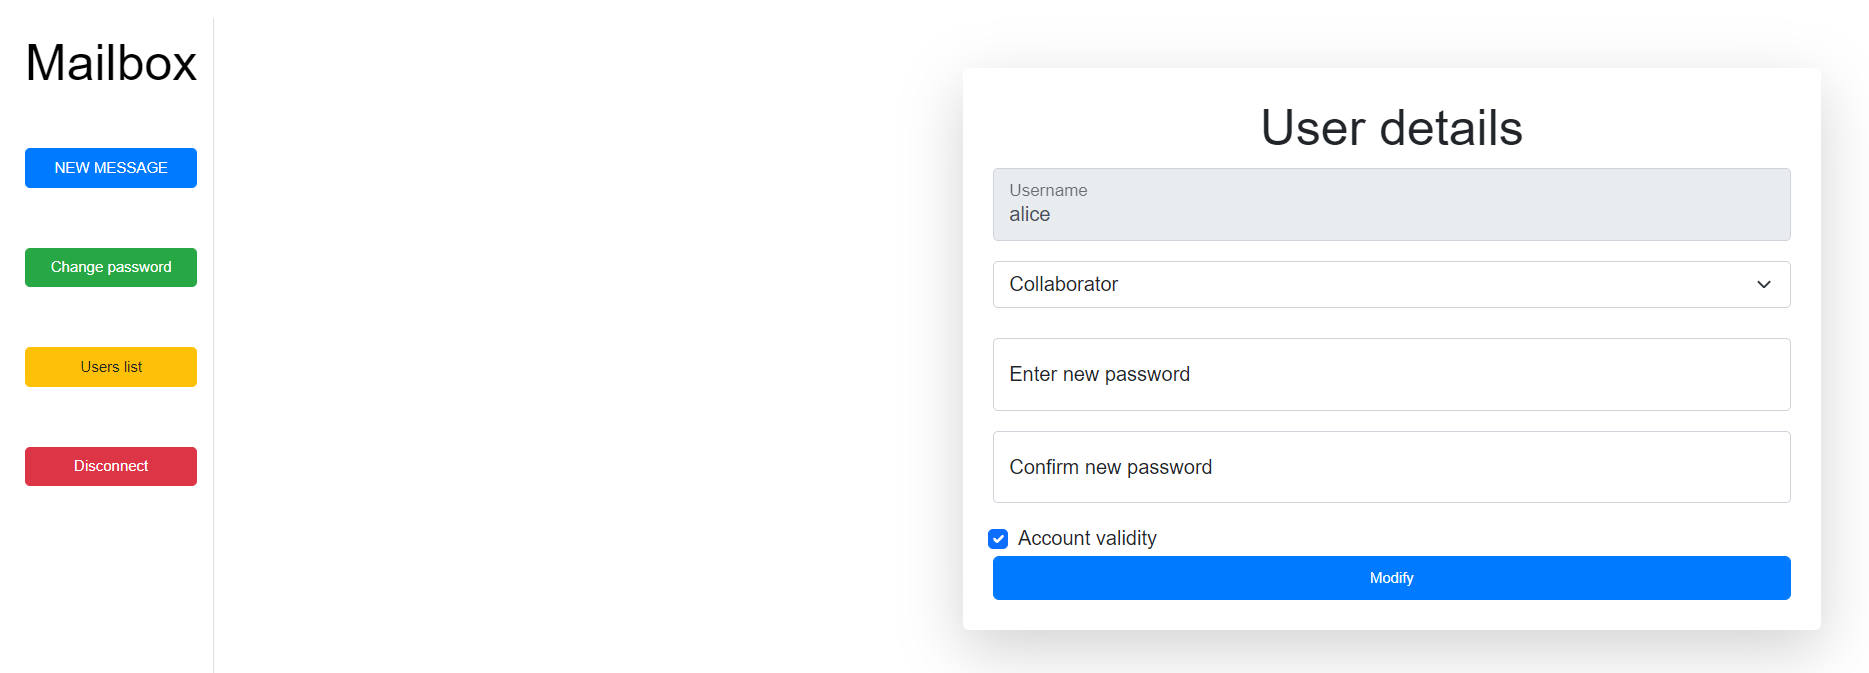 Mailbox
NEW MESSAGE
Change password
Users list
Disconnect
User details
Username
alice
Collaborator
Enter new password
Confirm new password
Account validity
Modify